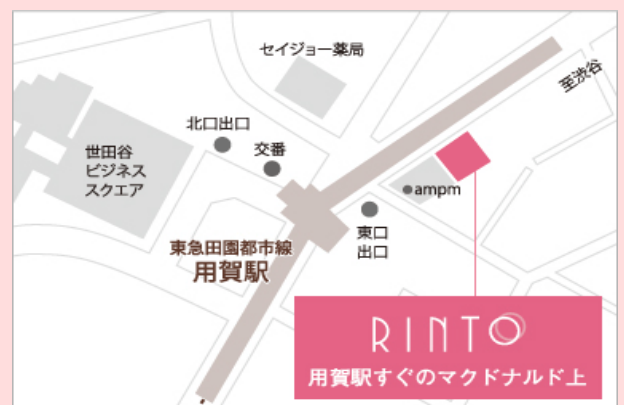 セイジョー薬局
至渋谷
北口出口
交番
世田谷
ビジネス
スクエア
ampm
東口
出口
東急田園都市線
用賀駅
RINTO
用賀駅すぐのマクドナルド上